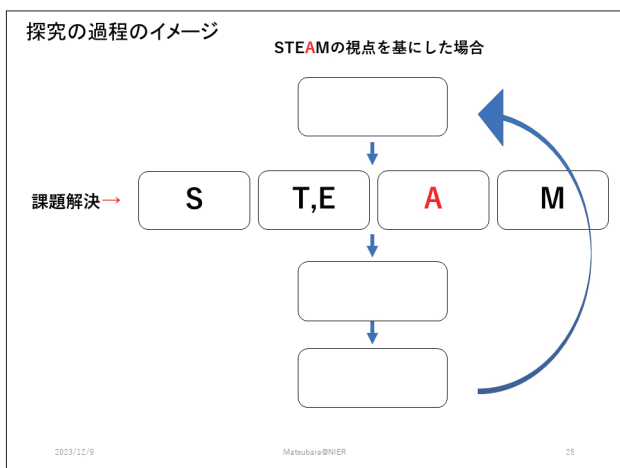 探究の過程のイメージ
STEAMの視点を基にした場合
課題解決→
S
T,E
A
M
2023/12/9
Matsubara@NIER
25